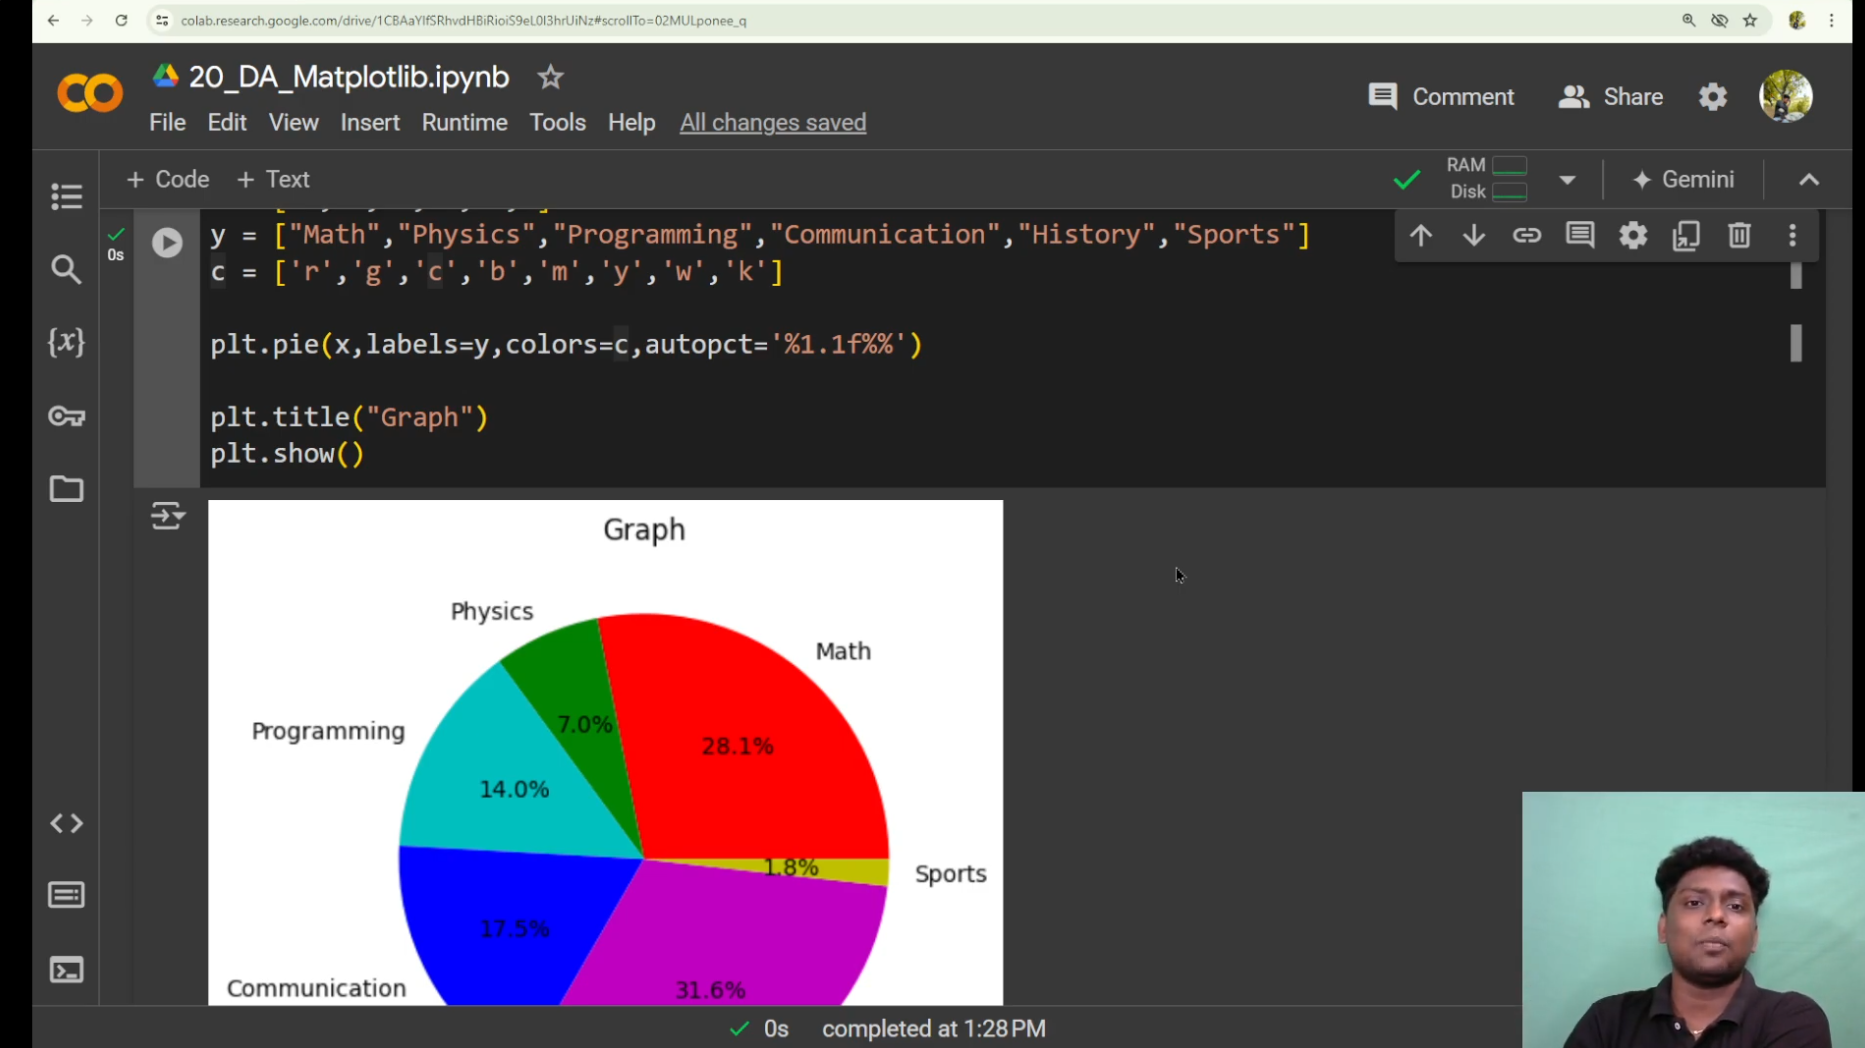 colab.research.google.com/drive/1CBAaYlfSRhvdHBiRioiS9eL0I3hrUiNz#scrollTo=02MULponee_q
20_DA_Matplotlib.ipynb
Comment
Share
File Edit View Insert Runtime Tools Help All changes saved
+ Code + Text
RAM
Disk
Gemini
0s
y = ["Math","Physics","Programming","Communication","History","Sports"]
c = ['r','g','c','b','m','y','w','k']
plt.pie(x,labels=y,colors=c,autopct='%1.1f%%')
plt.title("Graph")
plt.show()
Graph
Physics
Math
7.0%
Programming
28.1%
14.0%
1.8%
Sports
17.5%
Communication
31.6%
0s completed at 1:28 PM